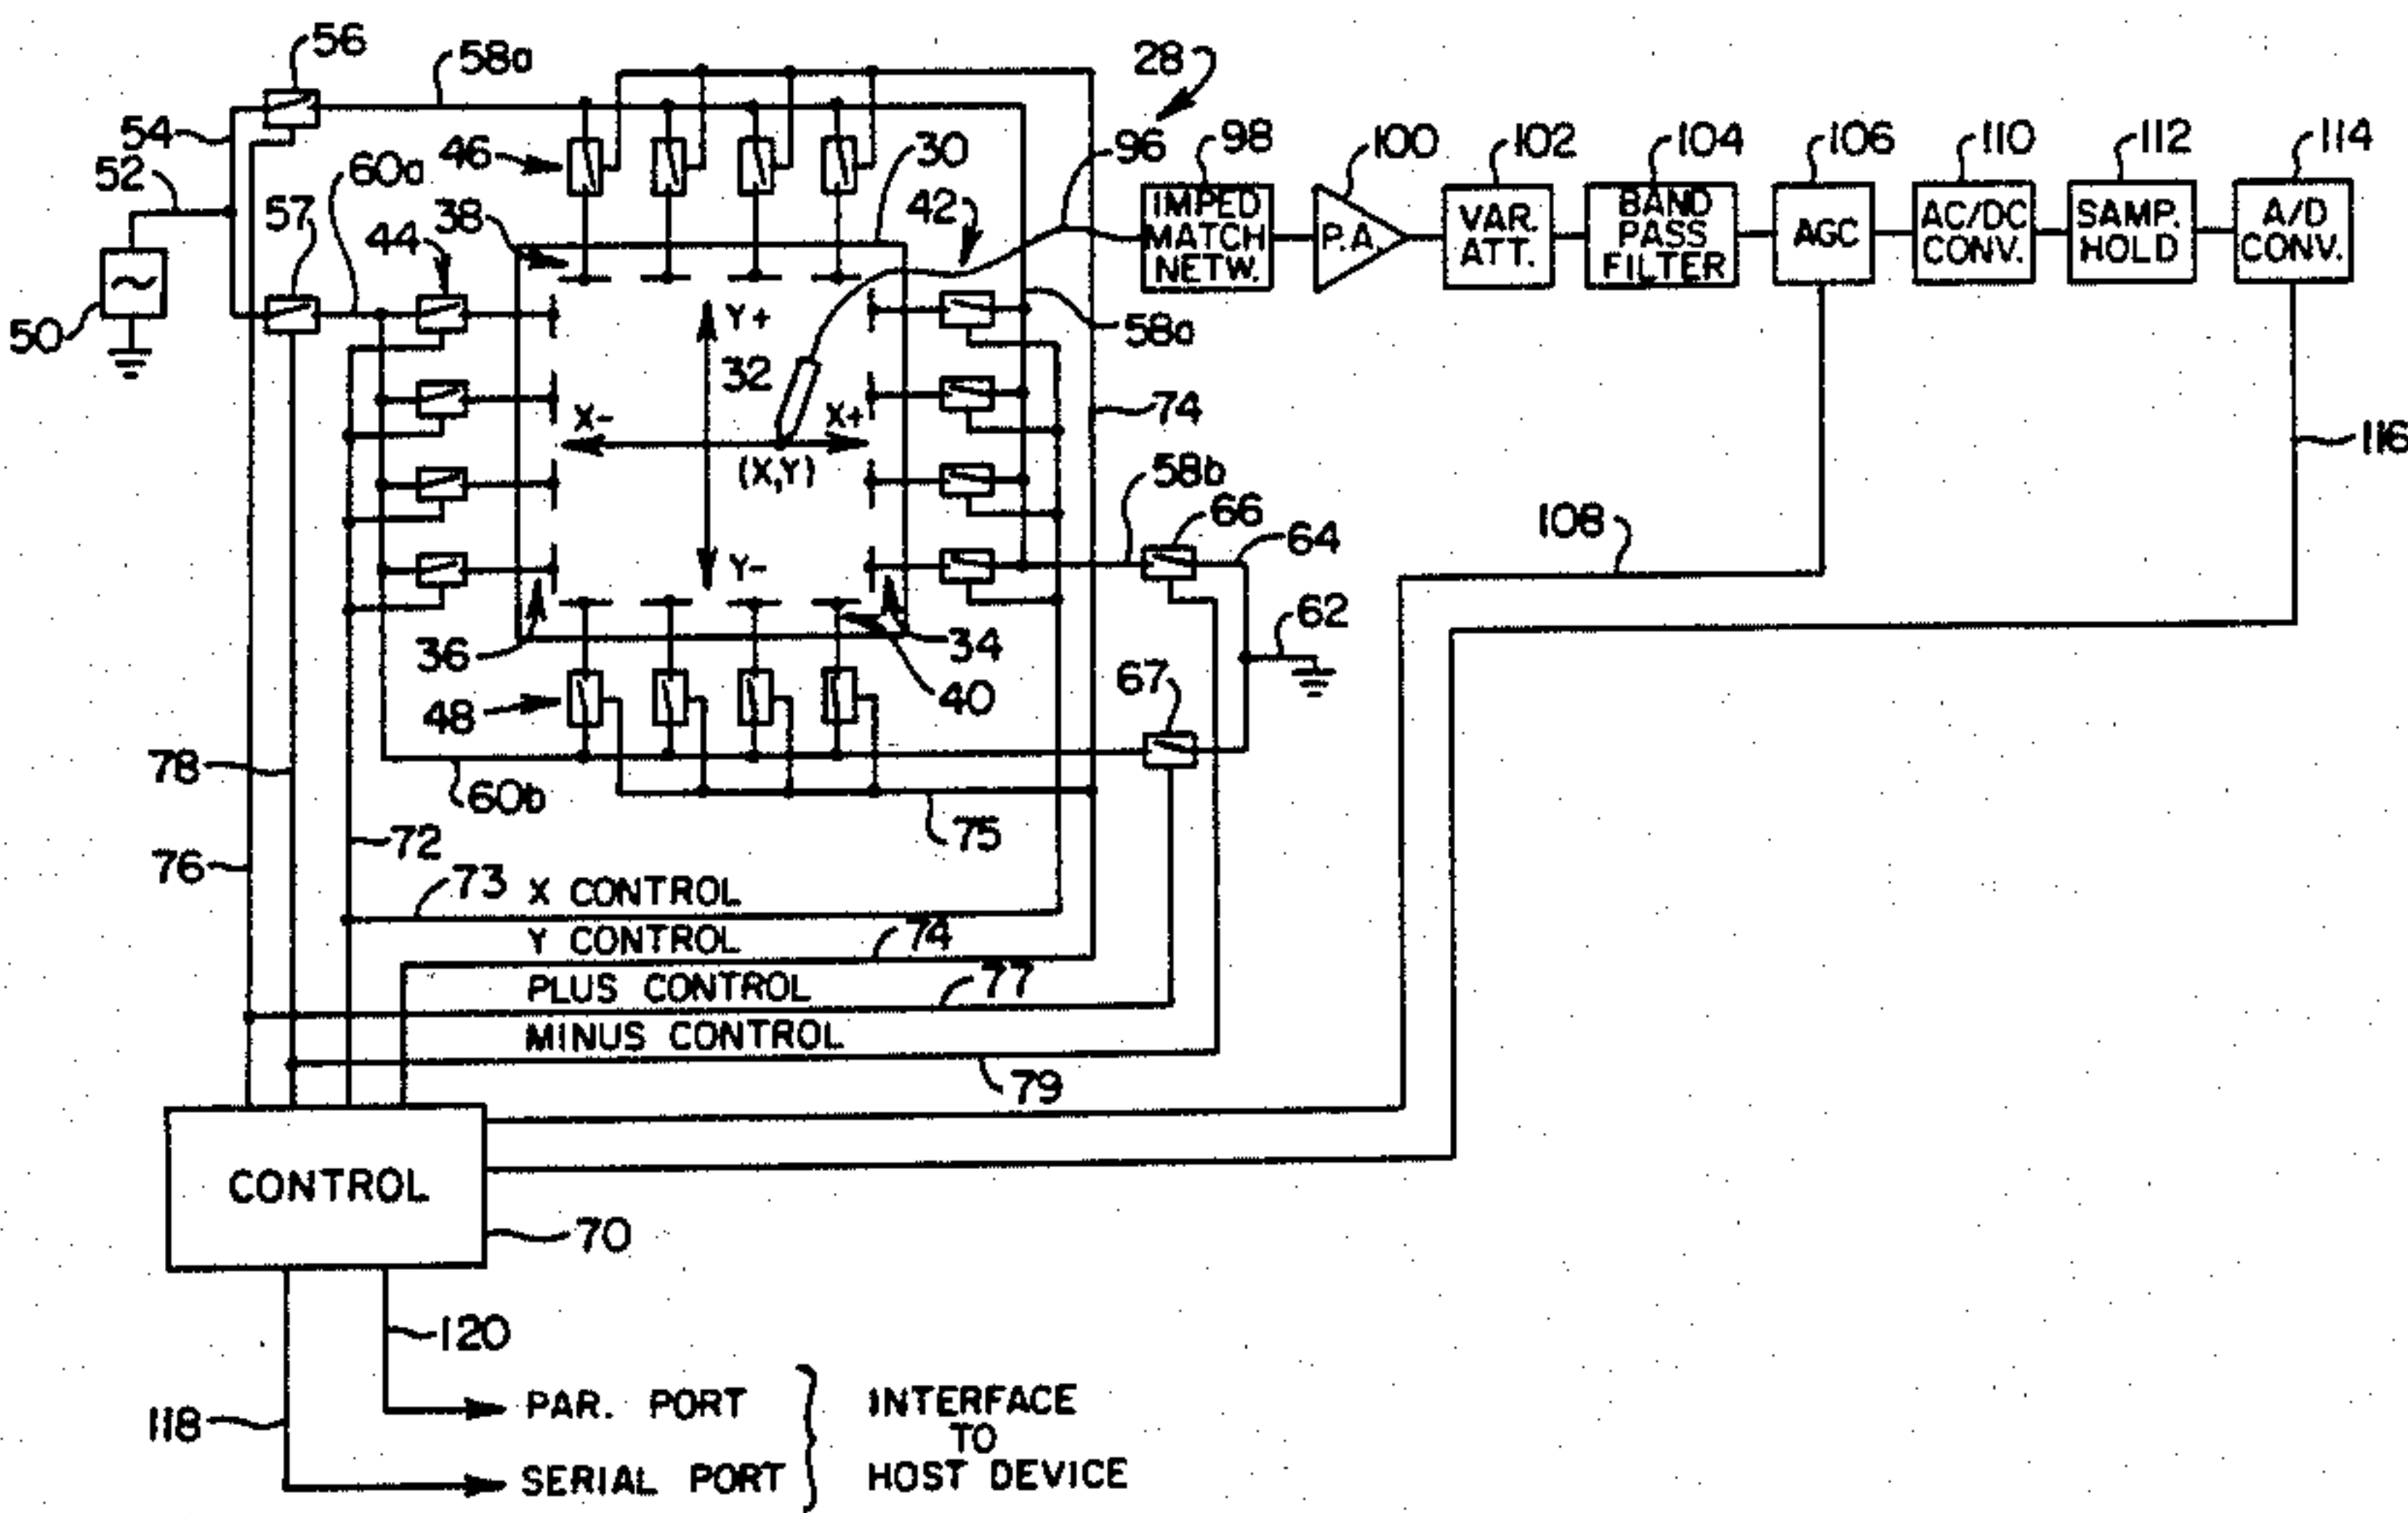 56
58a
28
54
46
30
96
98
100
102
104
106
110
112
114
52
60a
57
44
38
42
IMPED
MATCH
NETW.
P.A.
VAR.
ATT.
BAND
PASS
FILTER
AGC
AC/DC
CONV.
SAMP.
HOLD
A/D
CONV.
50
~
Y+
32
58a
X-
X+
(X,Y)
74
116
58b
66
64
108
Y-
62
36
34
40
67
48
78
60b
75
76
72
73
X CONTROL
Y CONTROL
74
PLUS CONTROL
77
MINUS CONTROL
79
CONTROL
70
120
118
PAR. PORT
SERIAL PORT
INTERFACE
TO
HOST DEVICE